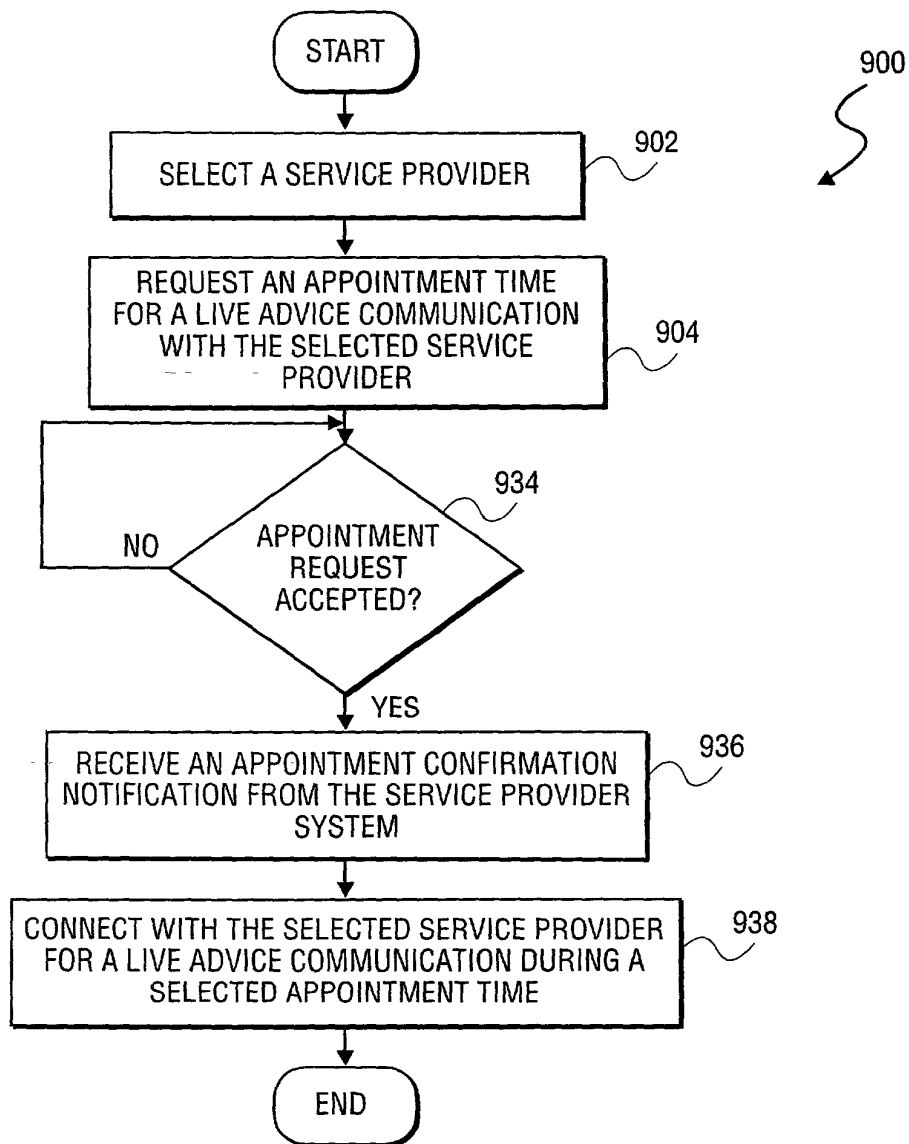 START
900
902
SELECT A SERVICE PROVIDER
REQUEST AN APPOINTMENT TIME
FOR A LIVE ADVICE COMMUNICATION
WITH THE SELECTED SERVICE
PROVIDER
904
934
APPOINTMENT
REQUEST
ACCEPTED?
NO
YES
936
RECEIVE AN APPOINTMENT CONFIRMATION
NOTIFICATION FROM THE SERVICE PROVIDER
SYSTEM
938
CONNECT WITH THE SELECTED SERVICE PROVIDER
FOR A LIVE ADVICE COMMUNICATION DURING A
SELECTED APPOINTMENT TIME
END